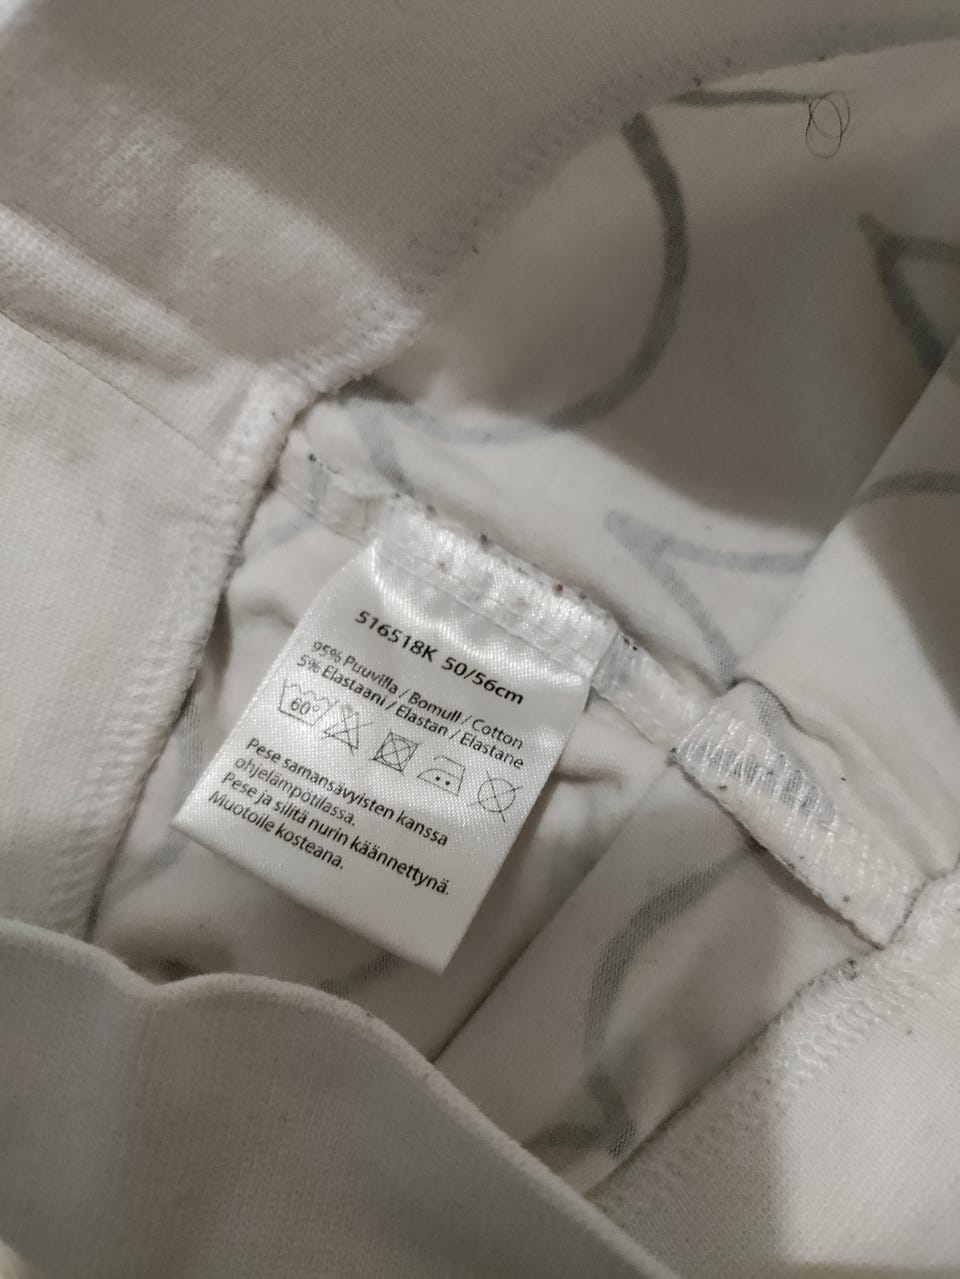 516518K 50/56cm
95% Puuvilla / Bomull / Cotton
5% Elastaani / Elastan / Elastane
60°
Pese samansävyisten kanssa
ohjelämpötilassa.
Pese ja silitä nurin käännettynä.
Muotoile kosteana.